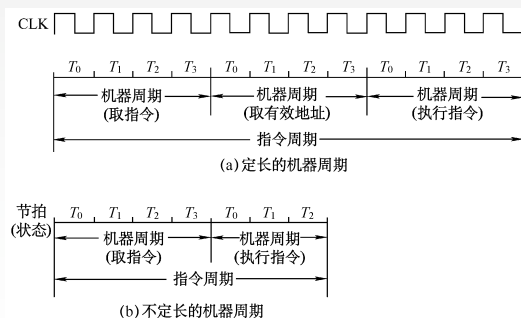 CLK
T0 T1 T2 T3 T0 T1 T2 T3 T0 T1 T2 T3
机器周期 机器周期 机器周期
(取指令) (取有效地址) (执行指令)
指令周期
(a)定长的机器周期
节拍 T0 T1 T2 T3 T0 T1 T2
(状态)
机器周期 机器周期
(取指令) (执行指令)
指令周期
(b)不定长的机器周期